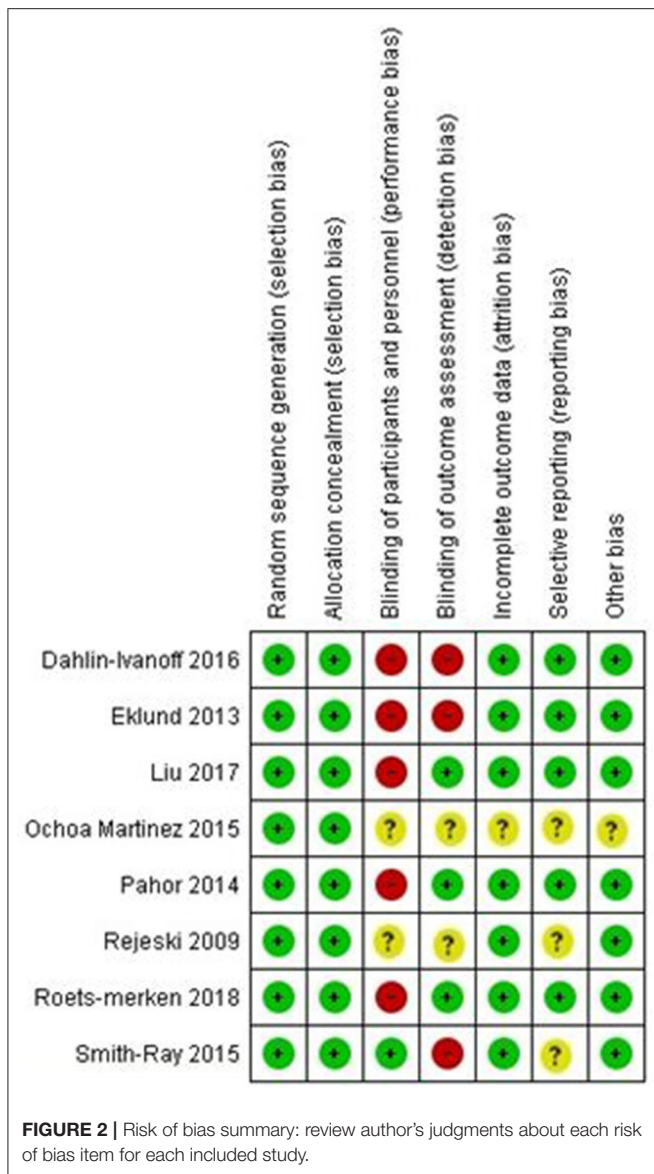 Random sequence generation (selection bias)
Allocation concealment (selection bias)
Blinding of participants and personnel (performance bias)
Blinding of outcome assessment (detection bias)
Incomplete outcome data (attrition bias)
Selective reporting (reporting bias)
Other bias
Dahlin-Ivanoff 2016 + + - - + + +
Eklund 2013 + + - - + + +
Liu 2017 + + - + + + +
Ochoa Martinez 2015 + + ? ? ? ? ?
Pahor 2014 + + - + + + +
Rejeski 2009 + + ? ? + ? +
Roets-merken 2018 + + - + + + +
Smith-Ray 2015 + + + - + ? +
FIGURE 2 | Risk of bias summary: review author's judgments about each risk
of bias item for each included study.